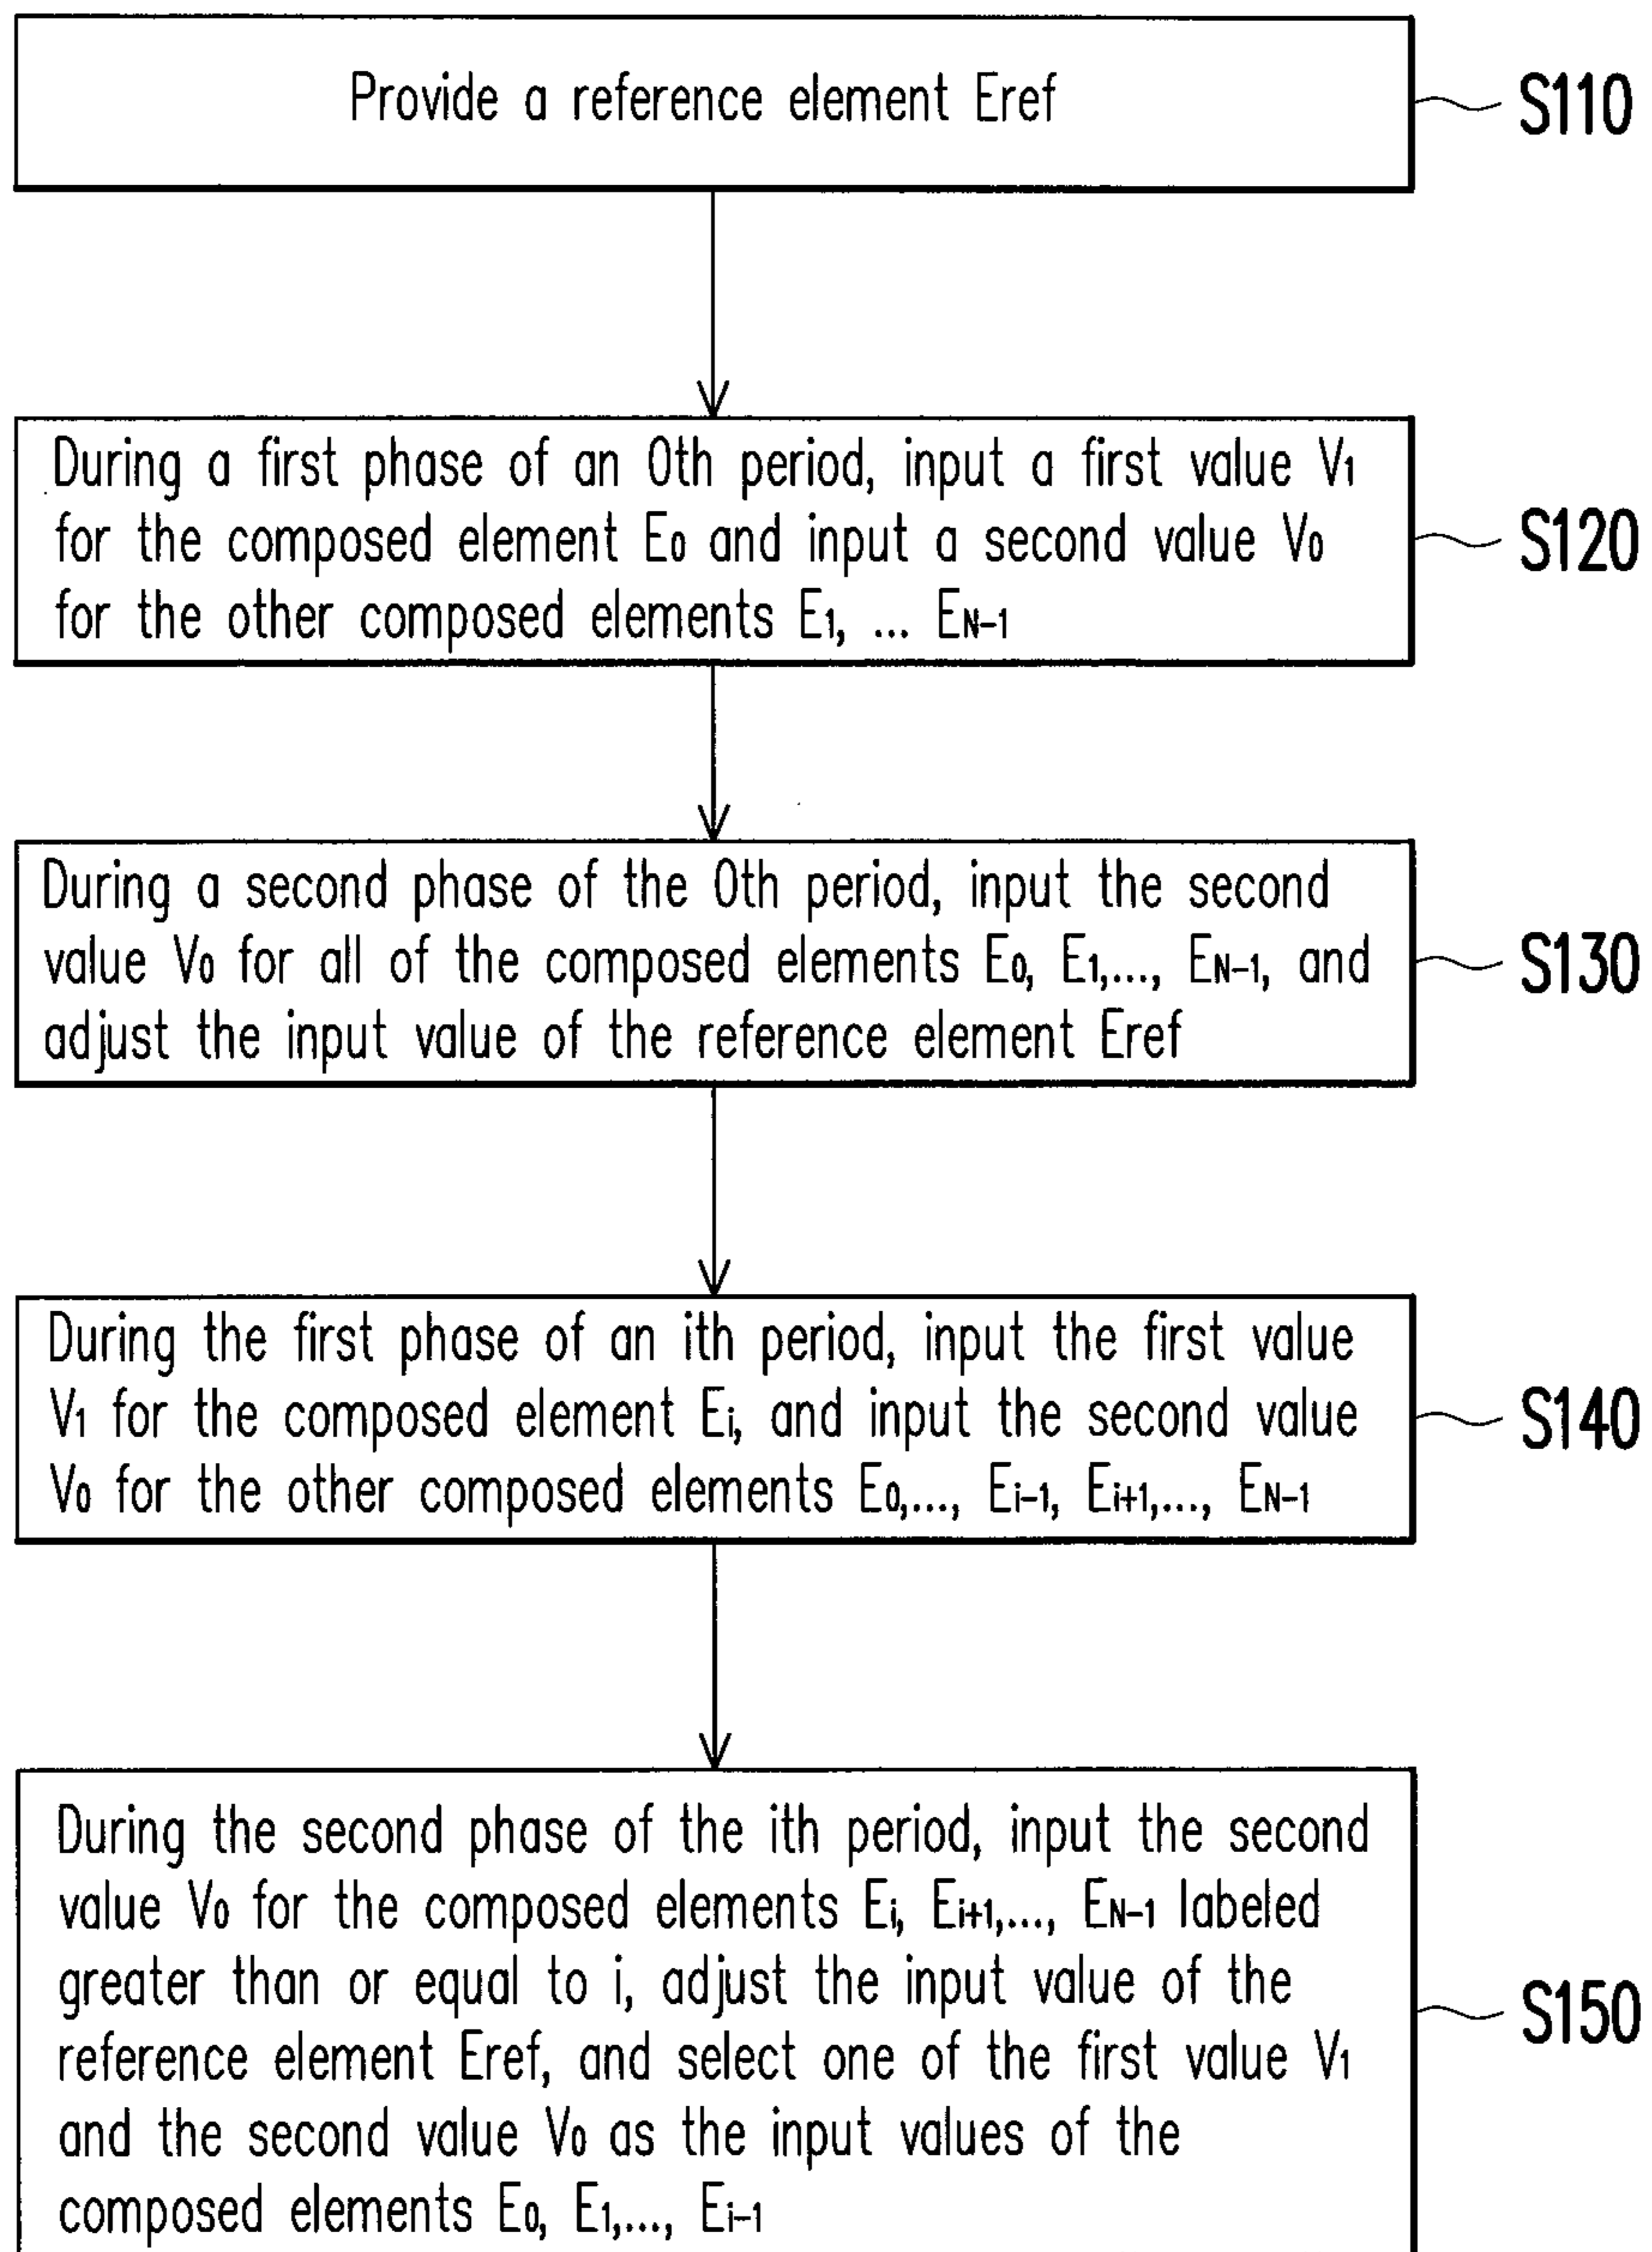 Provide a reference element Eref
S110
During a first phase of an 0th period, input a first value V1
for the composed element E0 and input a second value V0
for the other composed elements E1, ... EN-1
S120
During a second phase of the 0th period, input the second
value V0 for all of the composed elements E0, E1,..., EN-1, and
adjust the input value of the reference element Eref
S130
During the first phase of an ith period, input the first value
V1 for the composed element Ei, and input the second value
V0 for the other composed elements E0,..., Ei-1, Ei+1,..., EN-1
S140
During the second phase of the ith period, input the second
value V0 for the composed elements Ei, Ei+1,..., EN-1 labeled
greater than or equal to i, adjust the input value of the
reference element Eref, and select one of the first value V1
and the second value V0 as the input values of the
composed elements E0, E1,..., Ei-1
S150